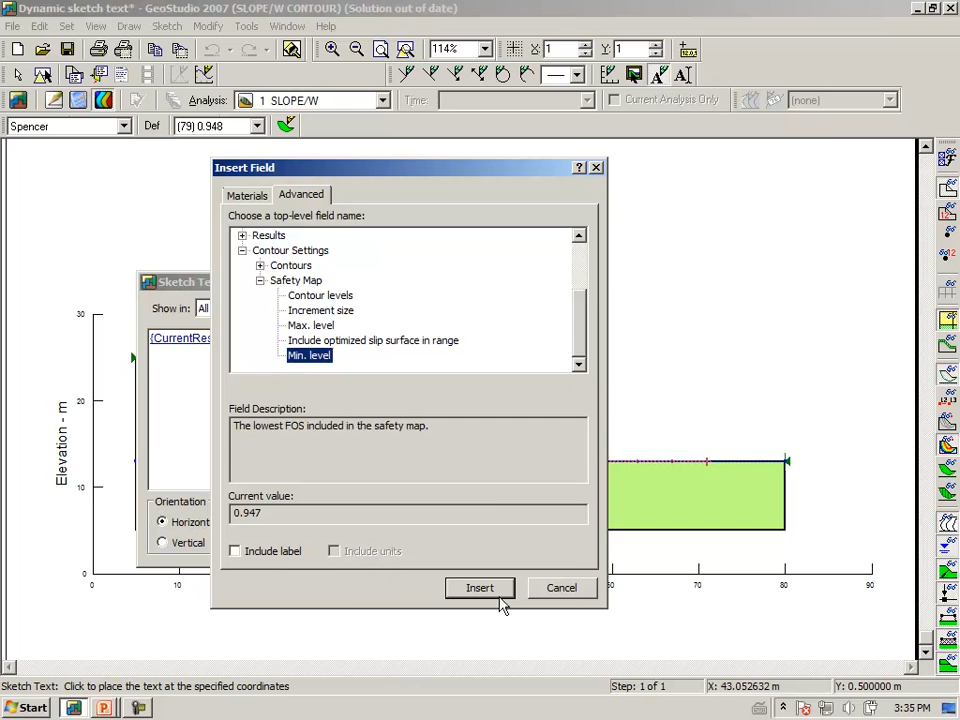 Dynamic sketch text* - GeoStudio 2007 (SLOPE/W CONTOUR) (Solution out of date)
File Edit Set View Draw Sketch Modify Tools Window Help
114% X: 1 Y: 1
Analysis: 1 SLOPE/W Time: Current Analysis Only (none)
Spencer Def (79) 0.948
Insert Field
Materials Advanced
Choose a top-level field name:
Results
Contour Settings
Contours
Safety Map
Contour levels
Increment size
Max. level
Include optimized slip surface in range
Min. level
Field Description:
The lowest FOS included in the safety map.
Current value:
0.947
Include label Include units
Insert Cancel
Sketch Te
Show in: All
{CurrentRes
Orientation
Horizont
Vertical
Elevation - m
30
20
10
0
0 10 60 70 80 90
Sketch Text: Click to place the text at the specified coordinates Step: 1 of 1 X: 43.052632 m Y: 0.500000 m
Start 3:35 PM